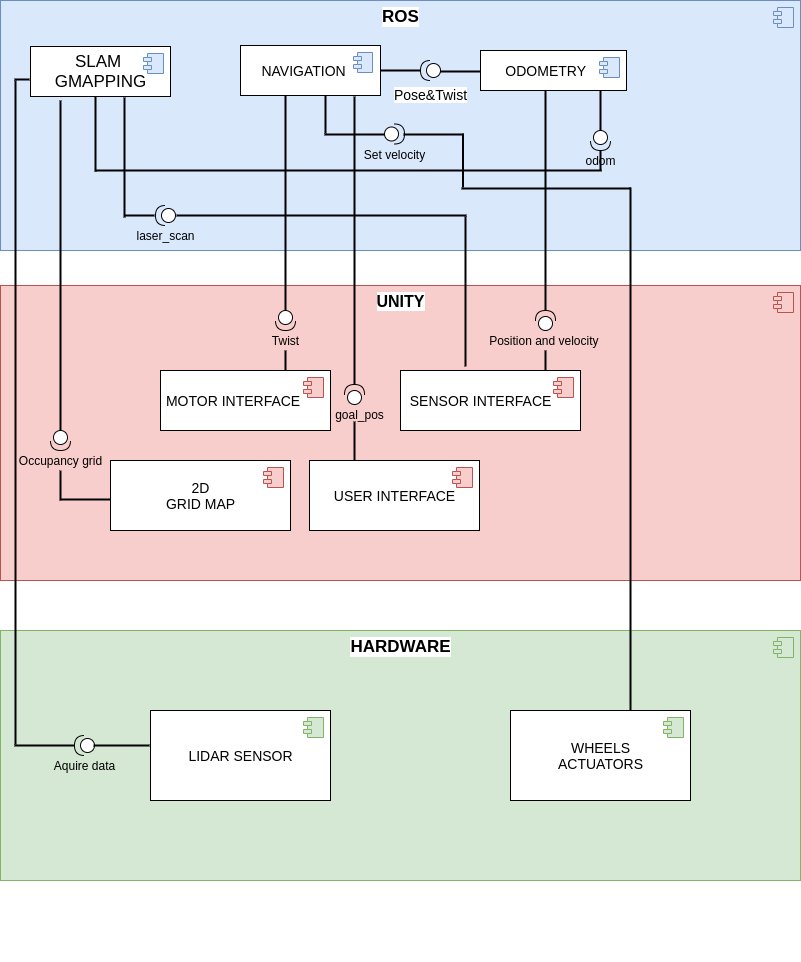 ROS
SLAM
GMAPPING
NAVIGATION
ODOMETRY
Pose&Twist
Set velocity
odom
laser_scan
UNITY
Twist
Position and velocity
MOTOR INTERFACE
goal_pos
SENSOR INTERFACE
Occupancy grid
2D
GRID MAP
USER INTERFACE
HARDWARE
LIDAR SENSOR
WHEELS
ACTUATORS
Aquire data